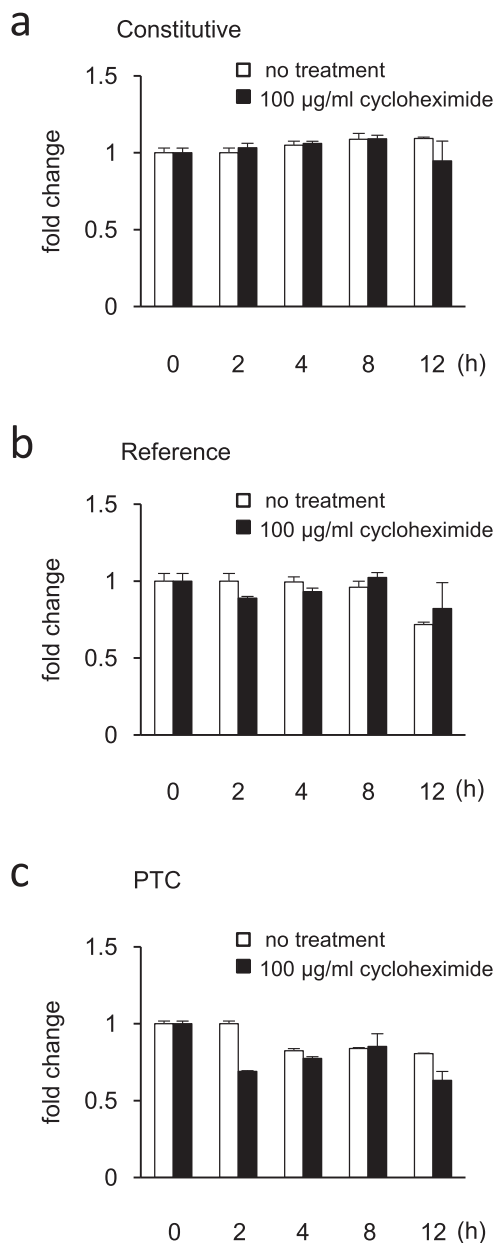 a
Constitutive
no treatment
100 µg/ml cycloheximide
fold change
1.5
1
0.5
0
0 2 4 8 12 (h)
b
Reference
no treatment
100 µg/ml cycloheximide
fold change
1.5
1
0.5
0
0 2 4 8 12 (h)
c
PTC
no treatment
100 µg/ml cycloheximide
fold change
1.5
1
0.5
0
0 2 4 8 12 (h)